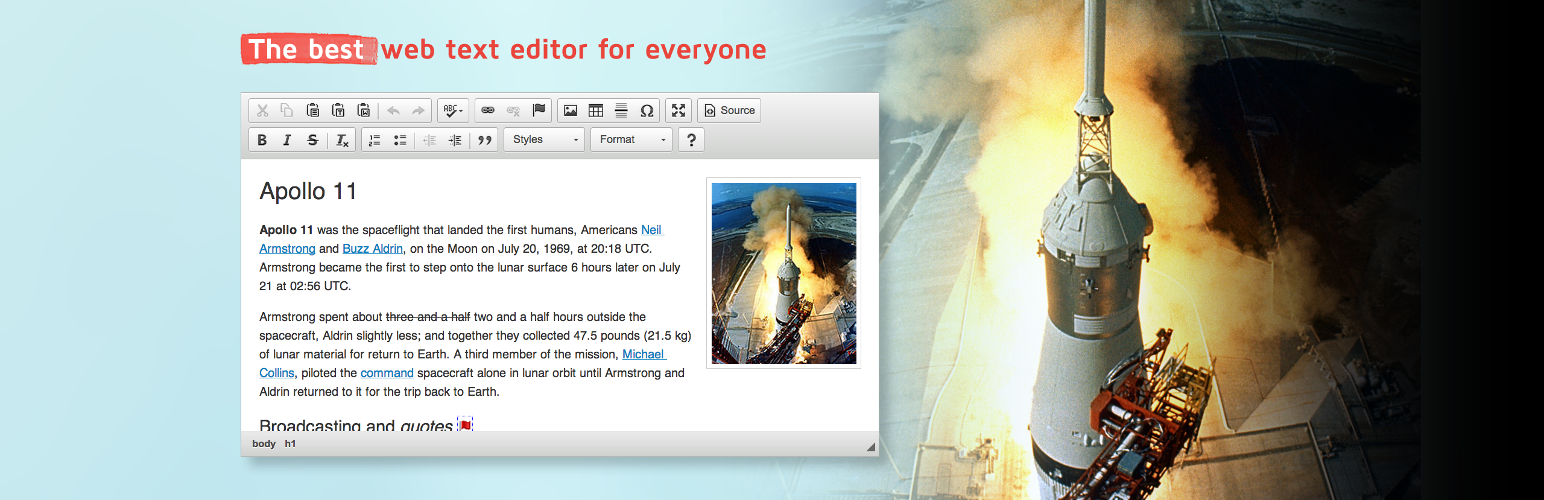 The best web text editor for everyone
ABC
Source
B I S Ix Styles Format ?
Apollo 11
Apollo 11 was the spaceflight that landed the first humans, Americans Neil
Armstrong and Buzz Aldrin, on the Moon on July 20, 1969, at 20:18 UTC.
Armstrong became the first to step onto the lunar surface 6 hours later on July
21 at 02:56 UTC.
Armstrong spent about three and a half two and a half hours outside the
spacecraft, Aldrin slightly less; and together they collected 47.5 pounds (21.5 kg)
of lunar material for return to Earth. A third member of the mission, Michael
Collins, piloted the command spacecraft alone in lunar orbit until Armstrong and
Aldrin returned to it for the trip back to Earth.
Broadcasting and quotes
body h1